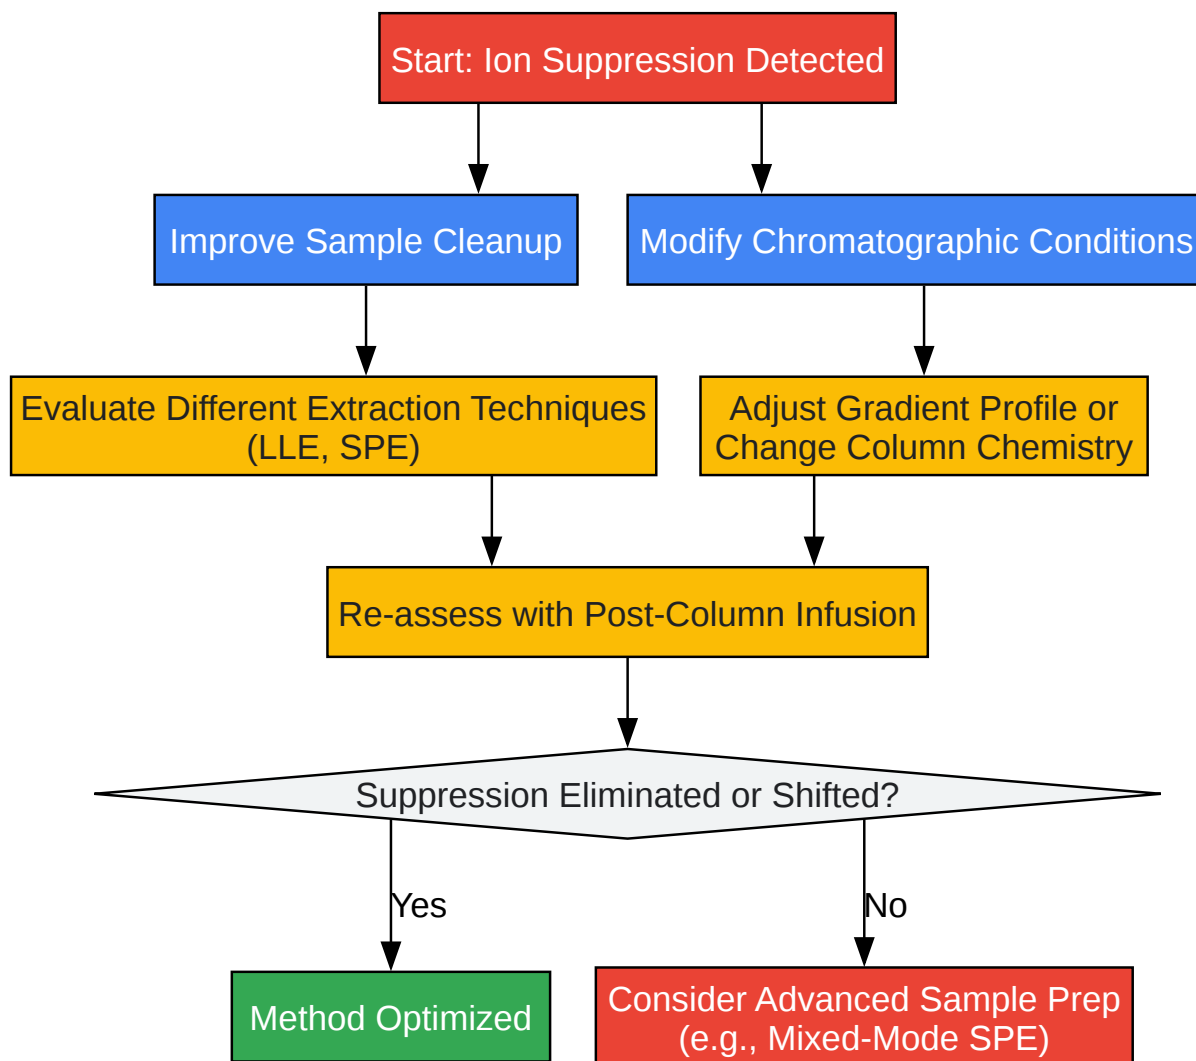 Start: Ion Suppression Detected
Improve Sample Cleanup
Modify Chromatographic Conditions
Evaluate Different Extraction Techniques
(LLE, SPE)
Adjust Gradient Profile or
Change Column Chemistry
Re-assess with Post-Column Infusion
Suppression Eliminated or Shifted?
Yes
No
Method Optimized
Consider Advanced Sample Prep
(e.g., Mixed-Mode SPE)